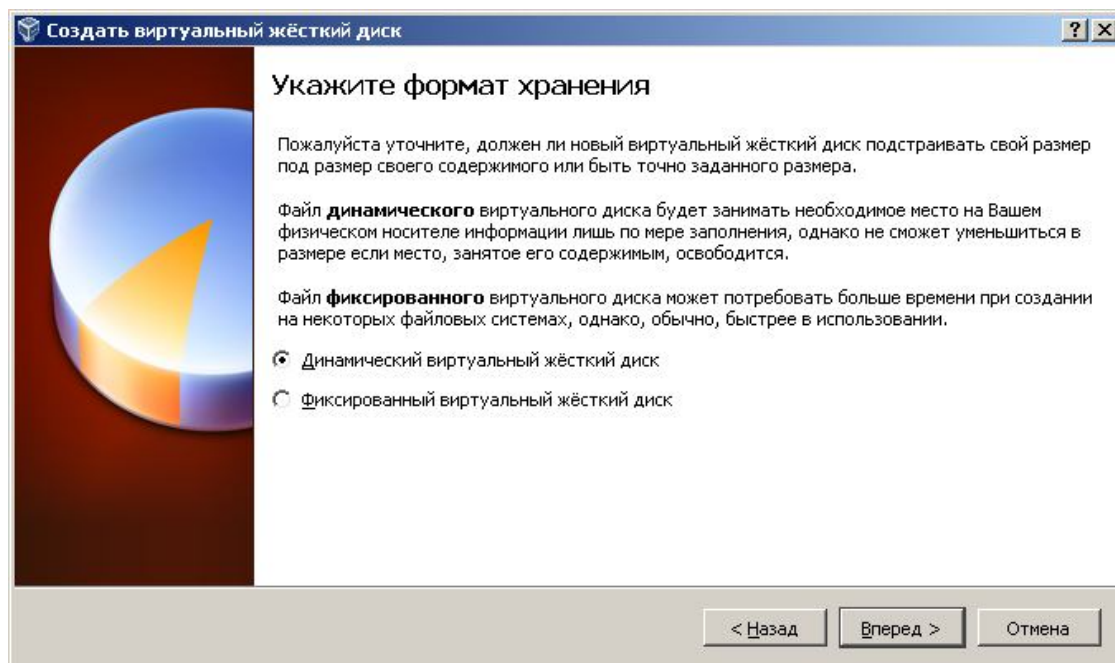 Создать виртуальный жёсткий диск
Укажите формат хранения
Пожалуйста уточните, должен ли новый виртуальный жёсткий диск подстраивать свой размер
под размер своего содержимого или быть точно заданного размера.
Файл динамического виртуального диска будет занимать необходимое место на Вашем
физическом носителе информации лишь по мере заполнения, однако не сможет уменьшиться в
размере если место, занятое его содержимым, освободится.
Файл фиксированного виртуального диска может потребовать больше времени при создании
на некоторых файловых системах, однако, обычно, быстрее в использовании.
Динамический виртуальный жёсткий диск
Фиксированный виртуальный жёсткий диск
< Назад Вперед > Отмена